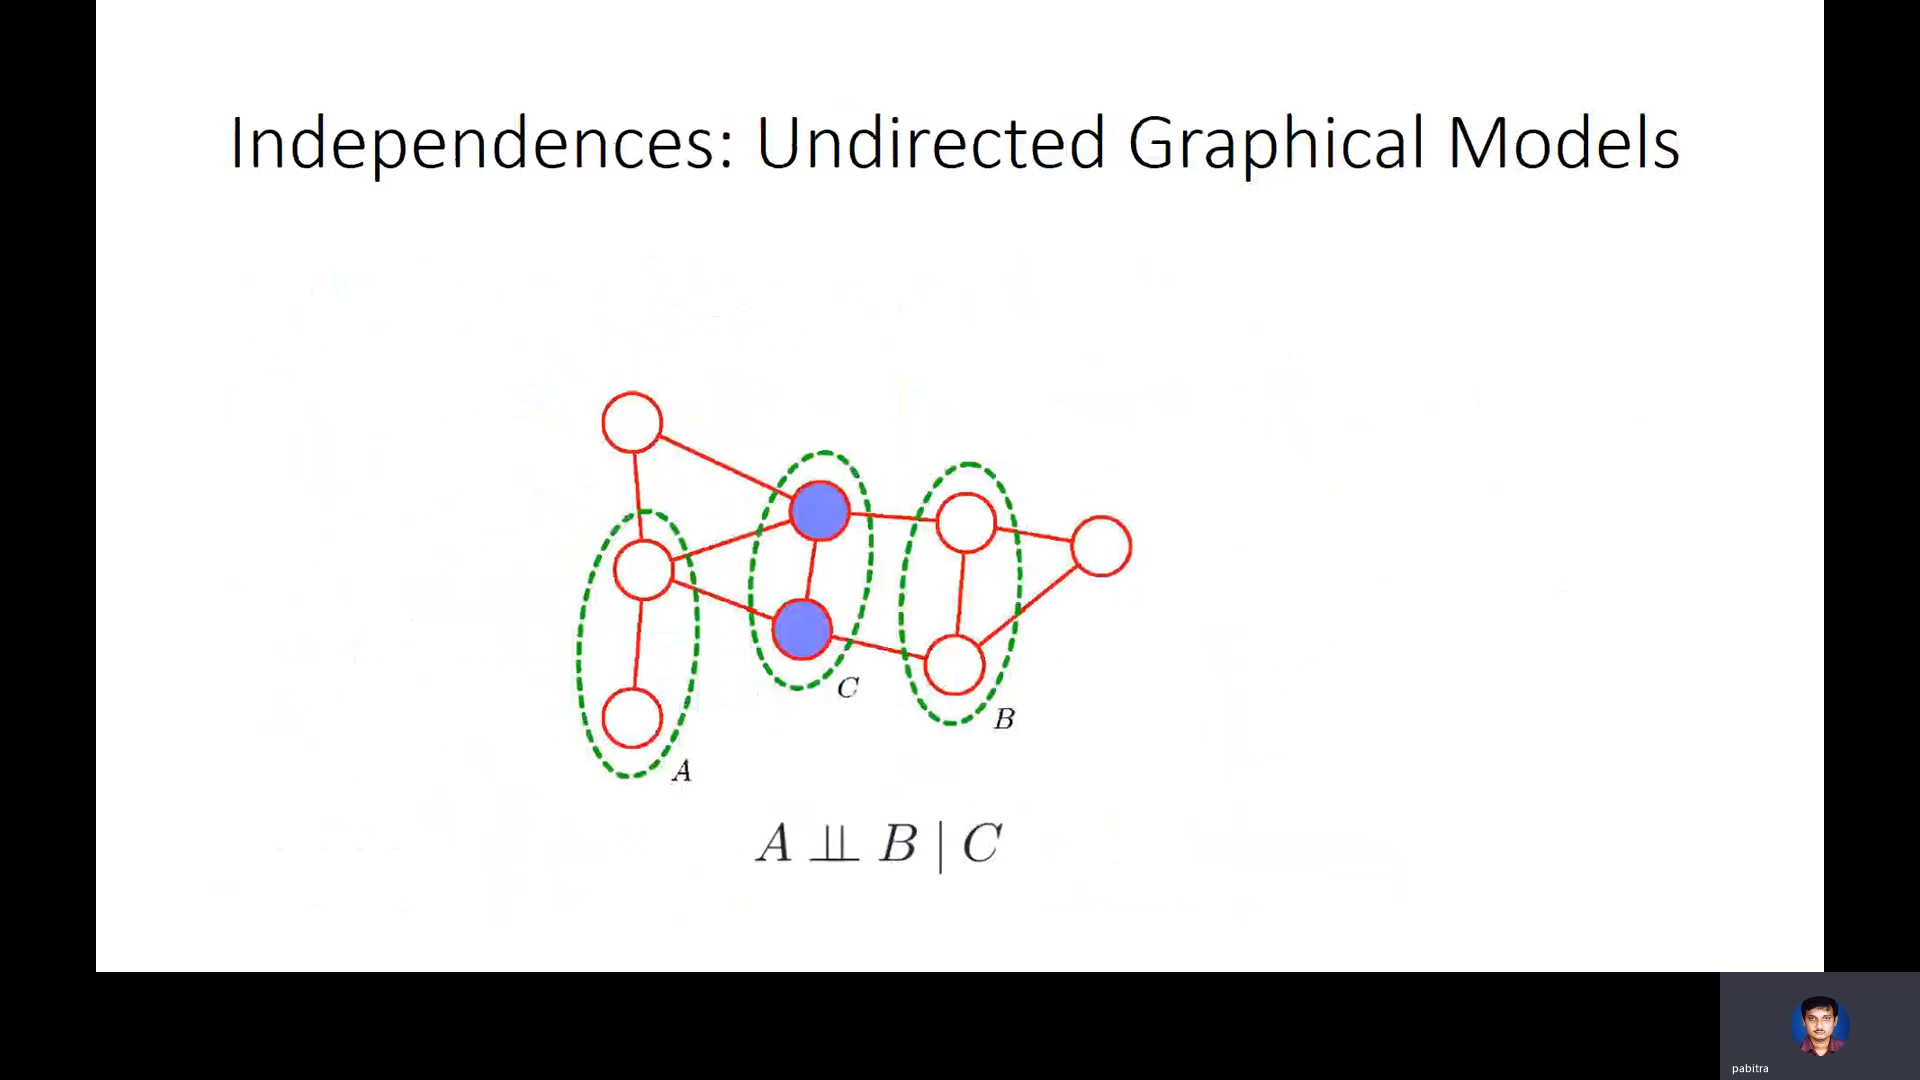 Independences: Undirected Graphical Models
C
B
A
A ⫫ B | C
pabitra